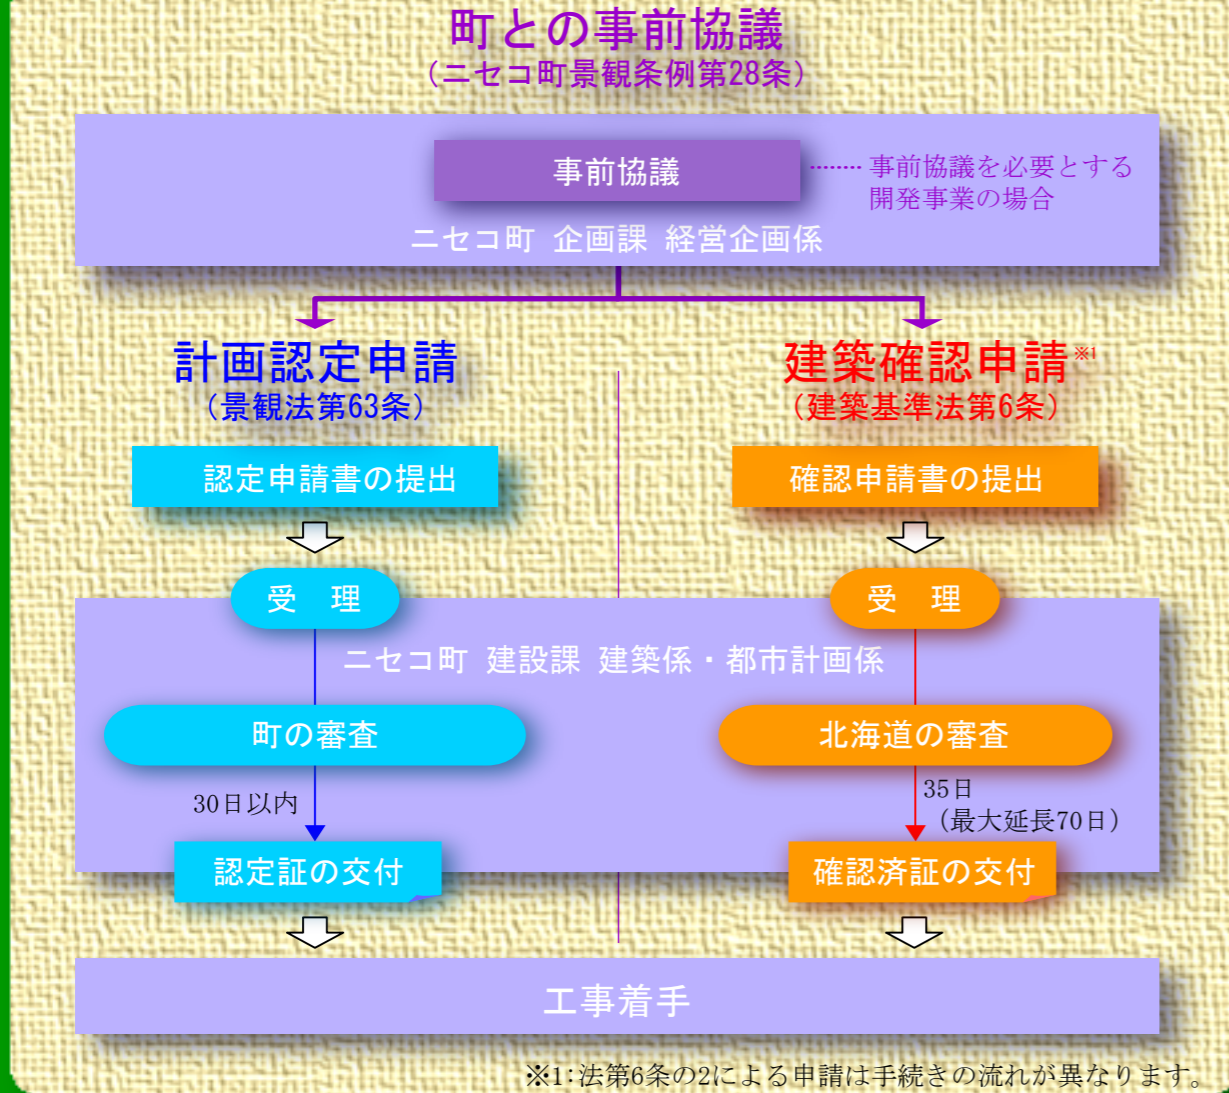 町との事前協議
（ニセコ町景観条例第28条）
事前協議
‥‥‥‥ 事前協議を必要とする
開発事業の場合
ニセコ町 企画課 経営企画係
計画認定申請
（景観法第63条）
認定申請書の提出
受　理
建築確認申請※1
（建築基準法第6条）
確認申請書の提出
受　理
ニセコ町 建設課 建築係・都市計画係
町の審査
30日以内
認定証の交付
北海道の審査
35日
（最大延長70日）
確認済証の交付
工事着手
※1:法第6条の2による申請は手続きの流れが異なります。